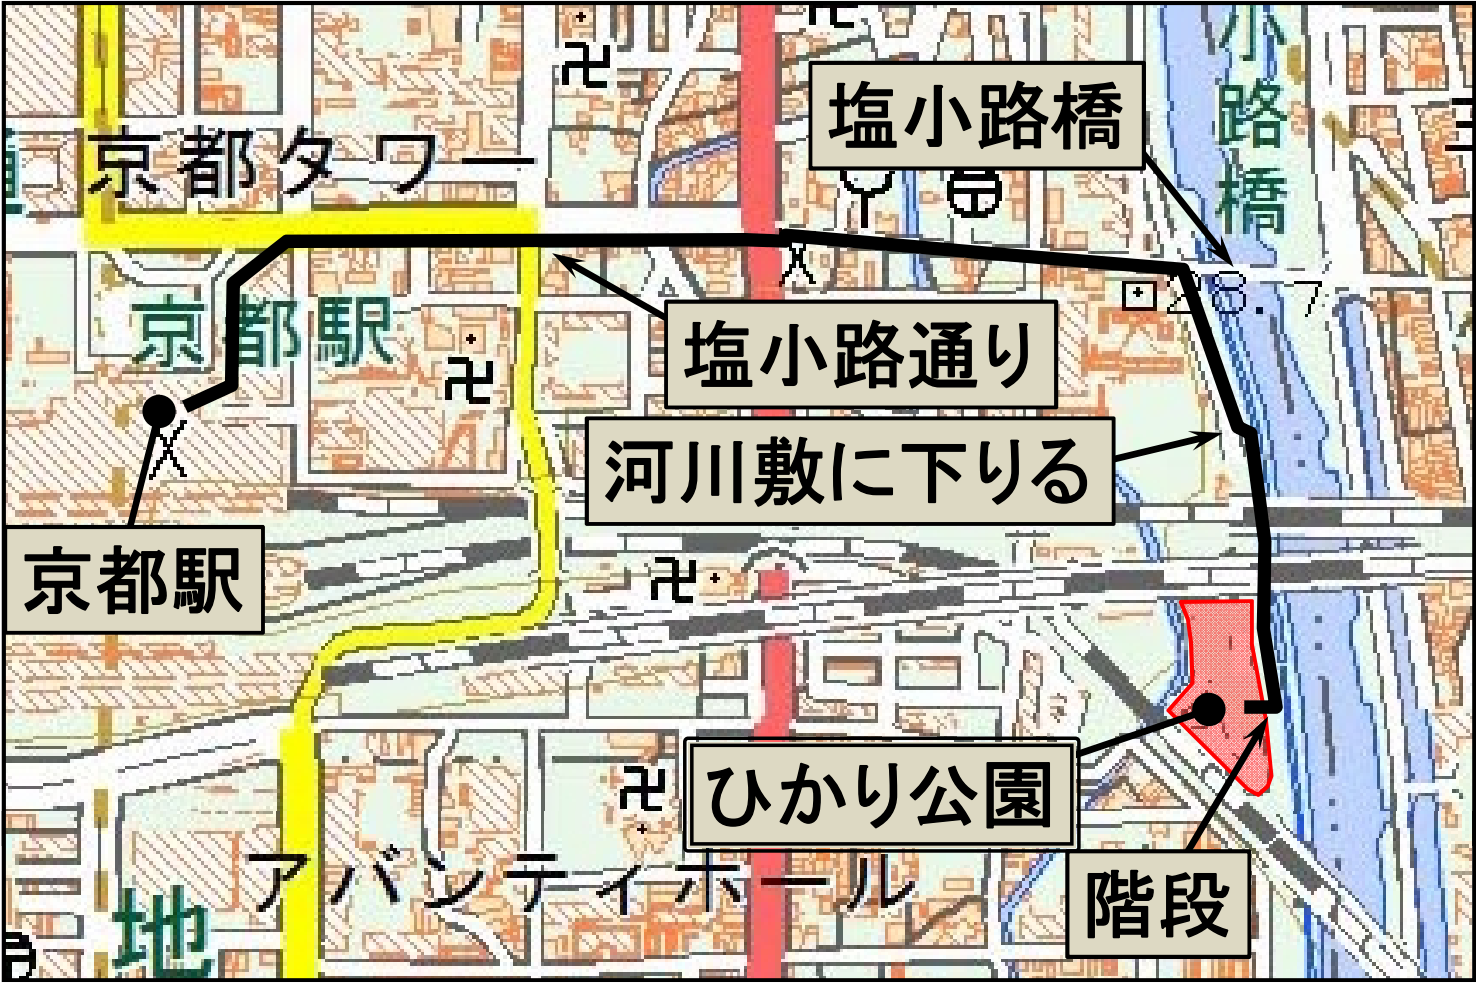 小路橋
塩小路橋
京都タワー
28.7
京都駅
塩小路通り
河川敷に下りる
京都駅
ひかり公園
アバンティホール
階段
地